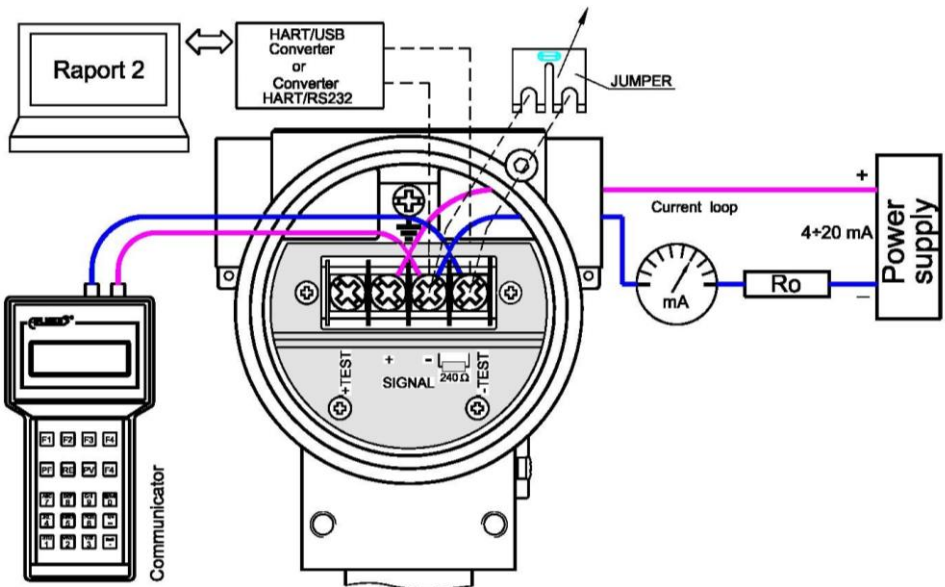 Raport 2
HART/USB
Converter
or
Converter
HART/RS232
JUMPER
+
Current loop
4÷20 mA
Power
supply
mA
Ro
–
+TEST
+
-
240 Ω
-TEST
SIGNAL
F1 F2 F3 F4
Communicator